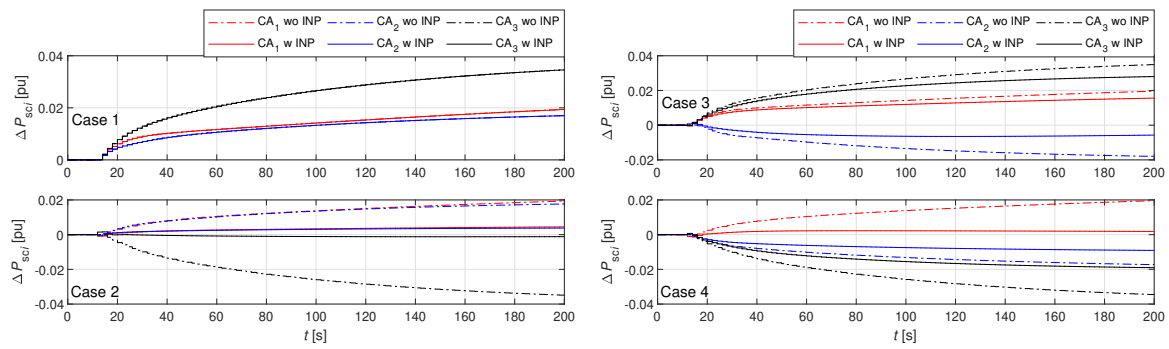 CA1 wo INP CA2 wo INP CA3 wo INP
CA1 w INP CA2 w INP CA3 w INP
0.04
0.02
0
Δ Psci [pu]
Case 1
0 20 40 60 80 100 120 140 160 180 200
0.02
0
-0.02
-0.04
Δ Psci [pu]
Case 2
0 20 40 60 80 100 120 140 160 180 200
t [s]
CA1 wo INP CA2 wo INP CA3 wo INP
CA1 w INP CA2 w INP CA3 w INP
0.04
0.02
0
-0.02
Δ Psci [pu]
Case 3
0 20 40 60 80 100 120 140 160 180 200
0.02
0
-0.02
-0.04
Δ Psci [pu]
Case 4
0 20 40 60 80 100 120 140 160 180 200
t [s]